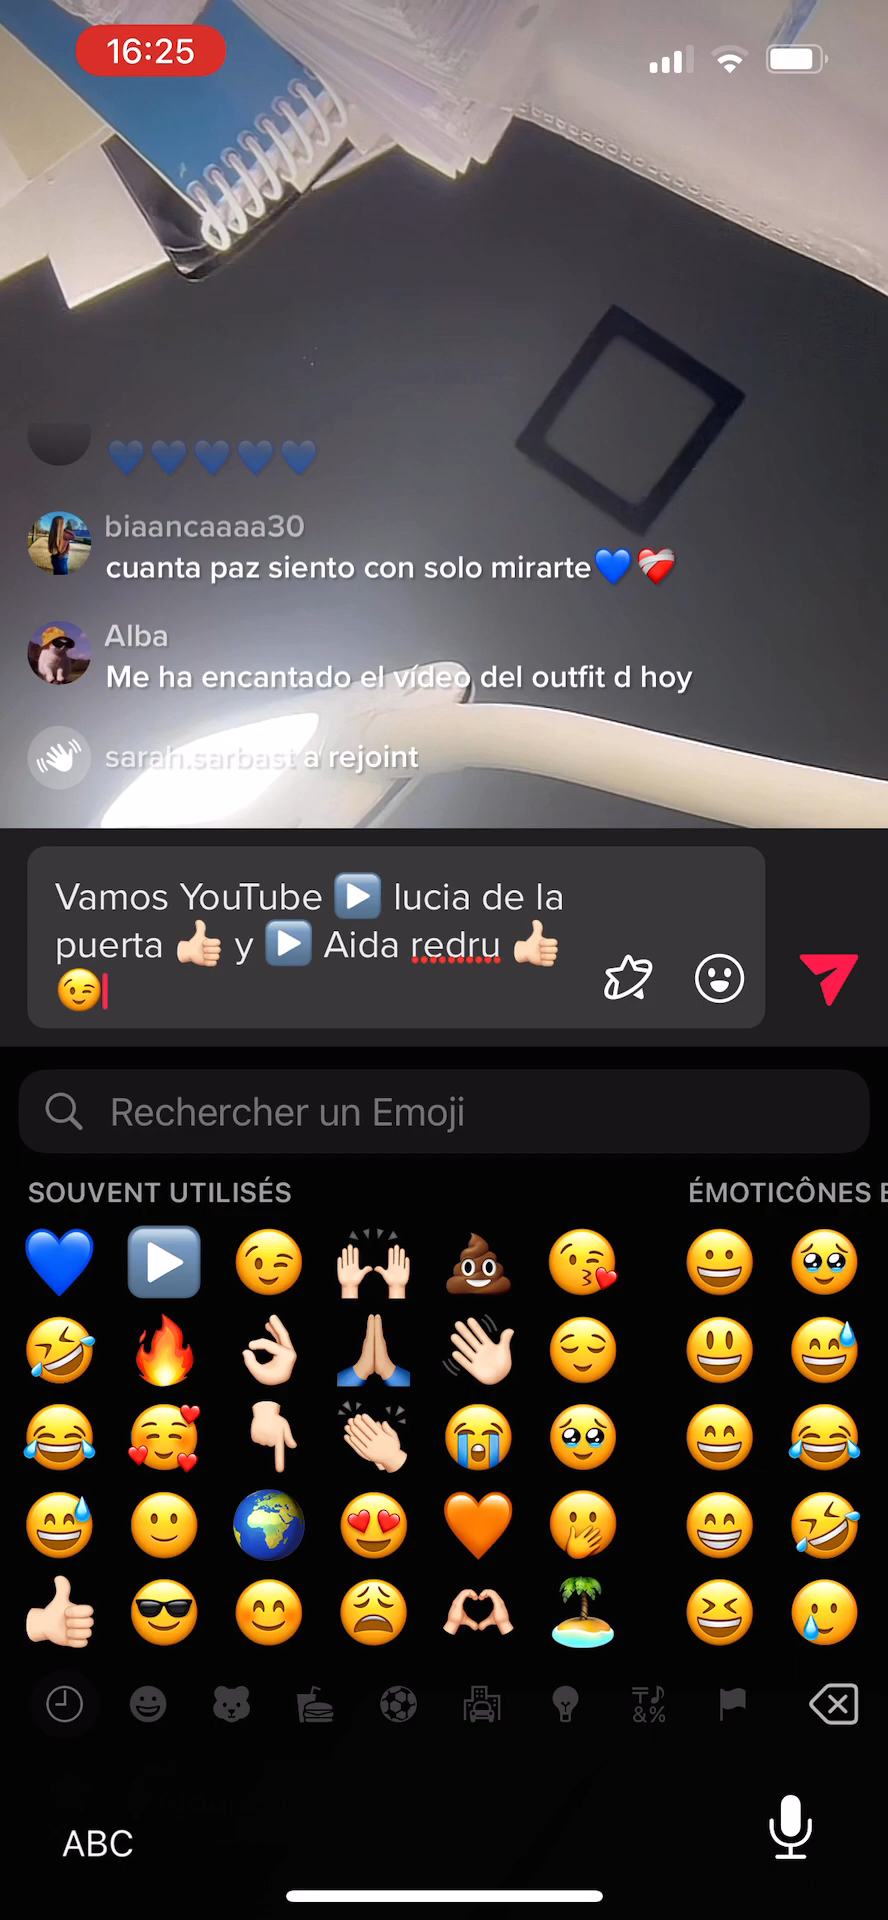 16:25
💙💙💙💙💙
biaancaaaa30
cuanta paz siento con solo mirarte💙❤️‍🩹
Alba
Me ha encantado el vídeo del outfit d hoy
sarah.sarbast a rejoint
Vamos YouTube ▶️ lucia de la
puerta 👍🏻 y ▶️ Aida redru 👍🏻
😉
Rechercher un Emoji
SOUVENT UTILISÉS
ÉMOTICÔNES E
ABC